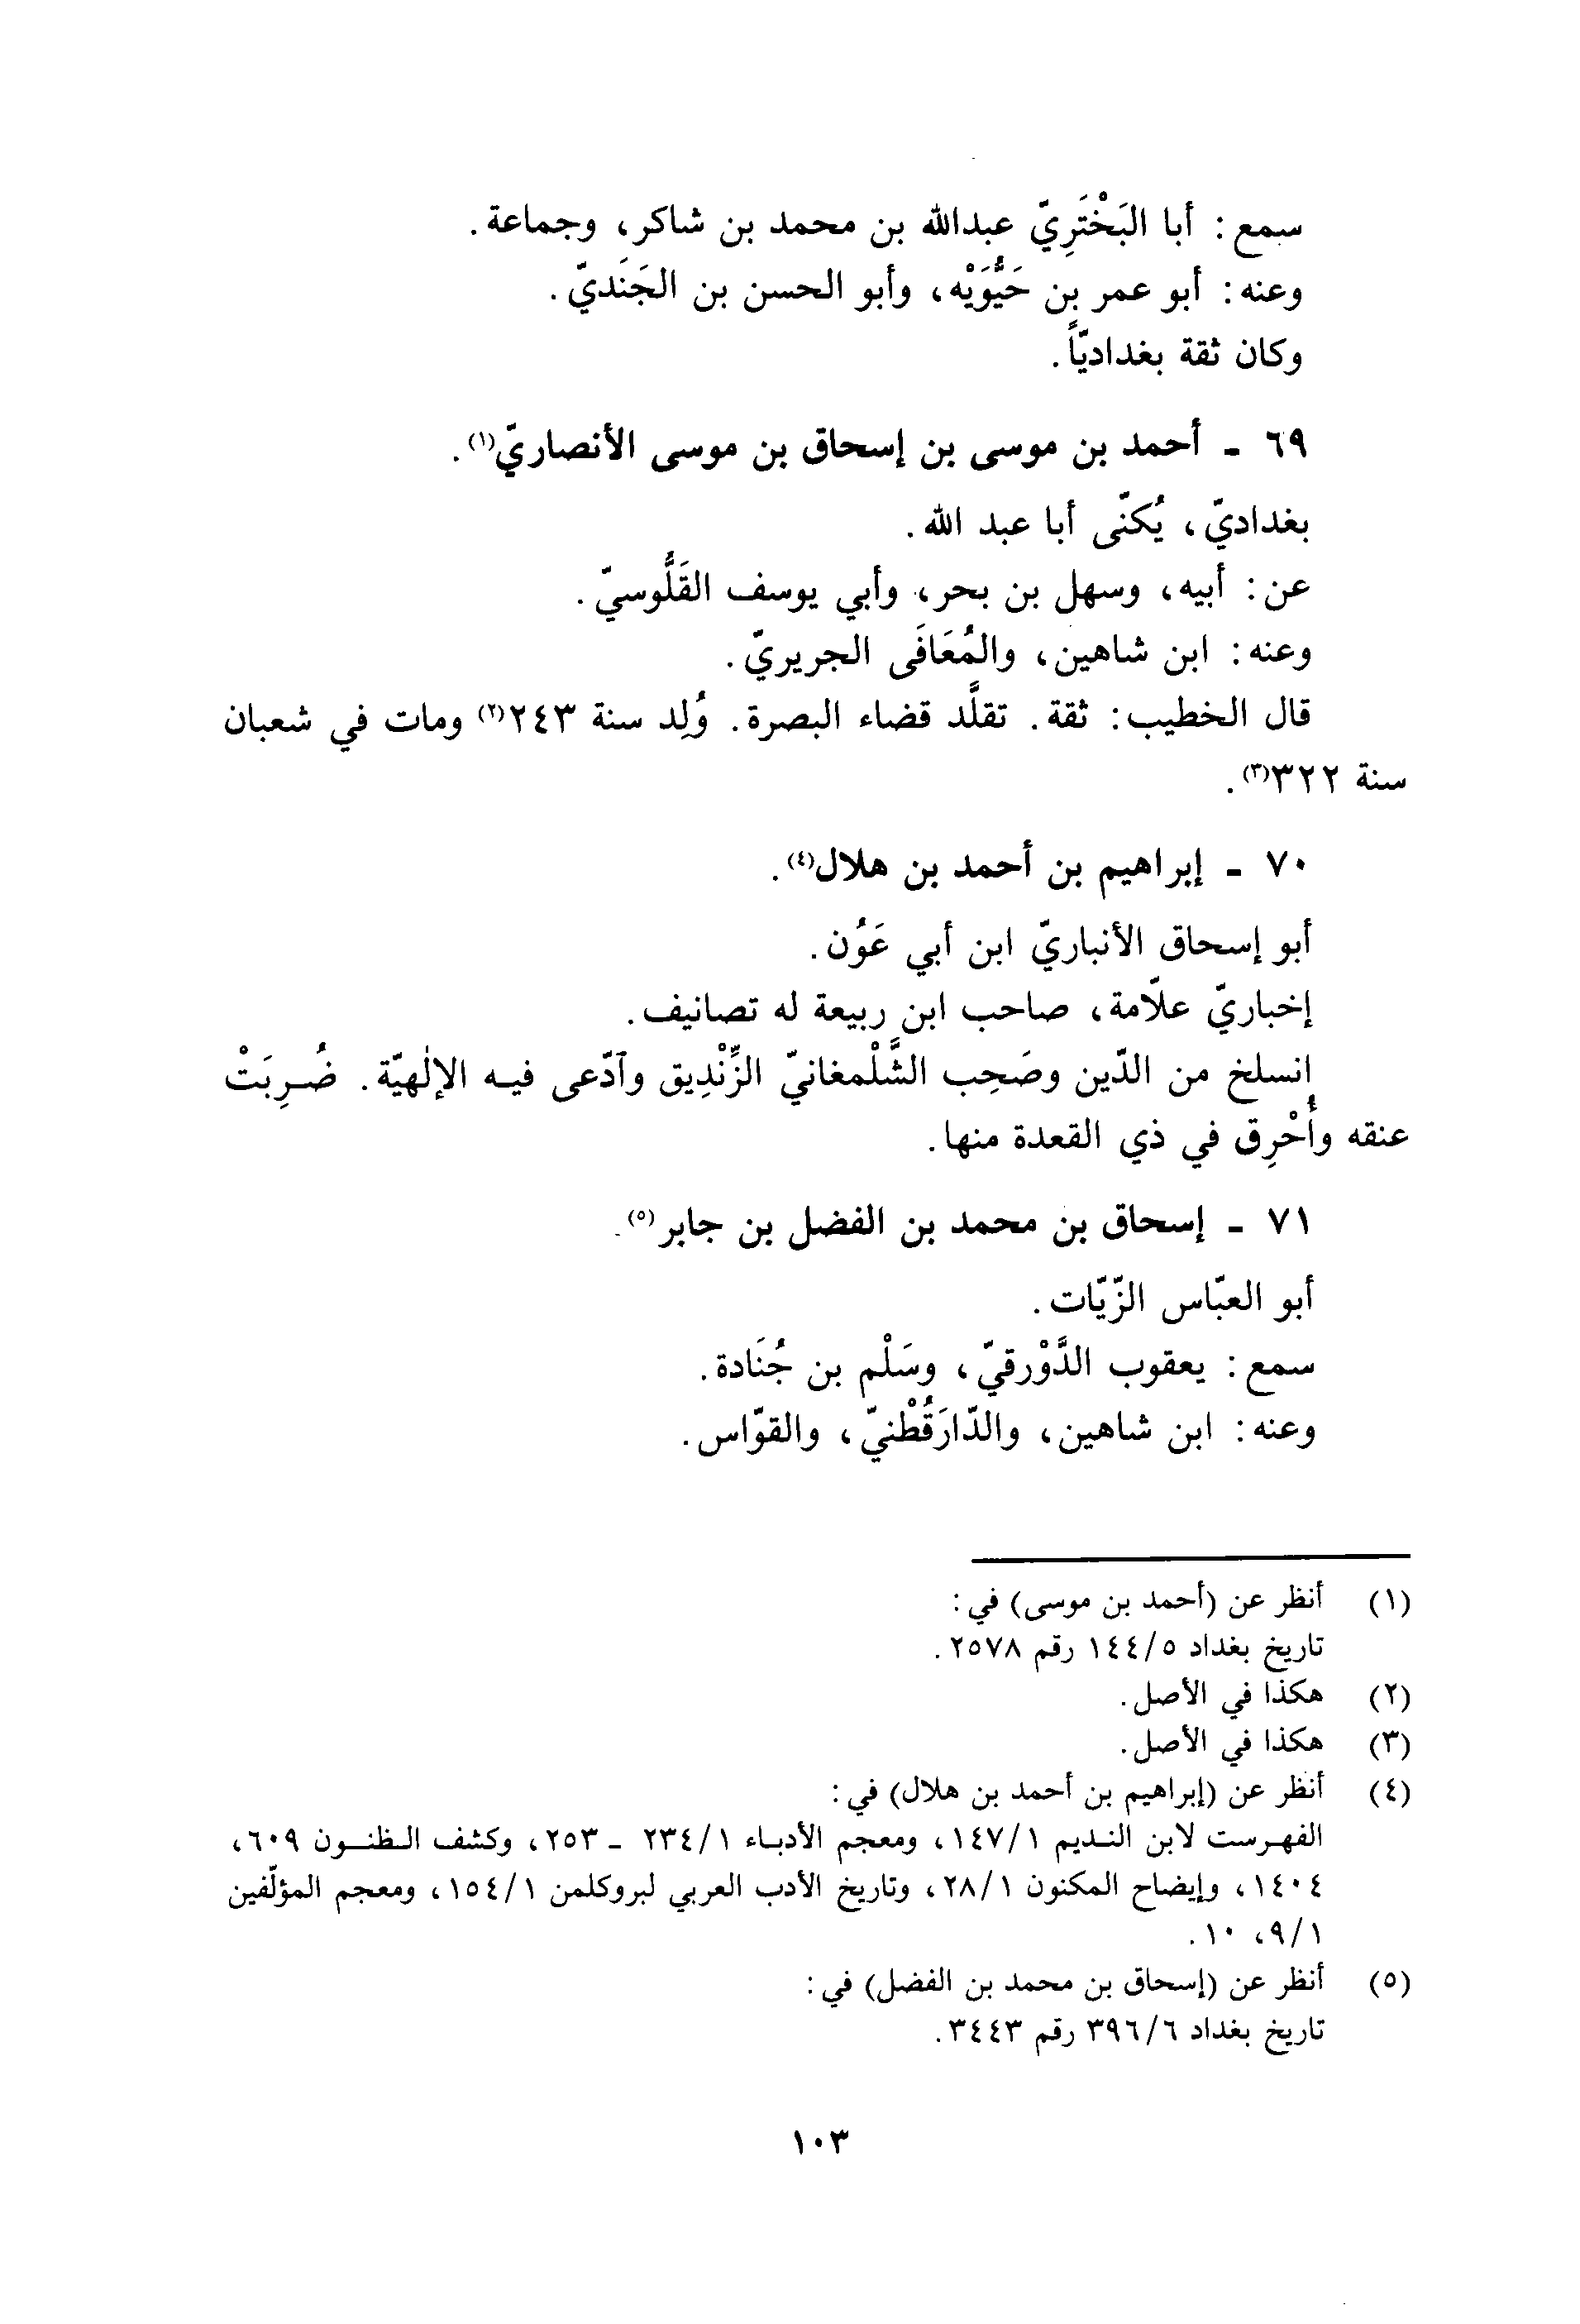 سمع: أبا البَخْتَرِيّ عبدالله بن محمد بن شاكر، وجماعة.
وعنه: أبو عمر بن حَيُّوَيْه، وأبو الحسن بن الجَنَديّ.
وكان ثقة بغداديّاً.
٦٩ ـ أحمد بن موسى بن إسحاق بن موسى الأنصاريّ(١).
بغداديّ، يُكنّى أبا عبد الله.
عن: أبيه، وسهل بن بحر، وأبي يوسف القَلُّوسيّ.
وعنه: ابن شاهين، والمُعَافَى الجريريّ.
قال الخطيب: ثقة. تقلَّد قضاء البصرة. وُلِد سنة ٢٤٣(٢) ومات في شعبان
سنة ٣٢٢(٣).
٧٠ ـ إبراهيم بن أحمد بن هلال(٤).
أبو إسحاق الأنباريّ ابن أبي عَوْن.
إخباريّ علّامة، صاحب ابن ربيعة له تصانيف.
إنسلخ من الدّين وصَحِب الشَّلْمغانيّ الزِّنْدِيق وآدّعى فيه الإلٰهيّة. ضُرِبَتْ
عنقه وأُحْرِق في ذي القعدة منها.
٧١ ـ إسحاق بن محمد بن الفضل بن جابر(٥).
أبو العبّاس الزّيّات.
سمع: يعقوب الدَّوْرقيّ، وسَلْم بن جُنَادة.
وعنه: ابن شاهين، والدّارَقُطْنيّ، والقوّاس.
(١) أنظر عن (أحمد بن موسى) في:
تاريخ بغداد ١٤٤/٥ رقم ٢٥٧٨.
(٢) هكذا في الأصل.
(٣) هكذا في الأصل.
(٤) أنظر عن (إبراهيم بن أحمد بن هلال) في:
الفهرست لابن النديم ١٤٧/١، ومعجم الأدباء ٢٣٤/١ ـ ٢٥٣، وكشف الظنون ٦٠٩،
١٤٠٤، وإيضاح المكنون ٢٨/١، وتاريخ الأدب العربي لبروكلمن ١٥٤/١، ومعجم المؤلّفين
٩/١، ١٠.
(٥) أنظر عن (إسحاق بن محمد بن الفضل) في:
تاريخ بغداد ٣٩٦/٦ رقم ٣٤٤٣.
١٠٣